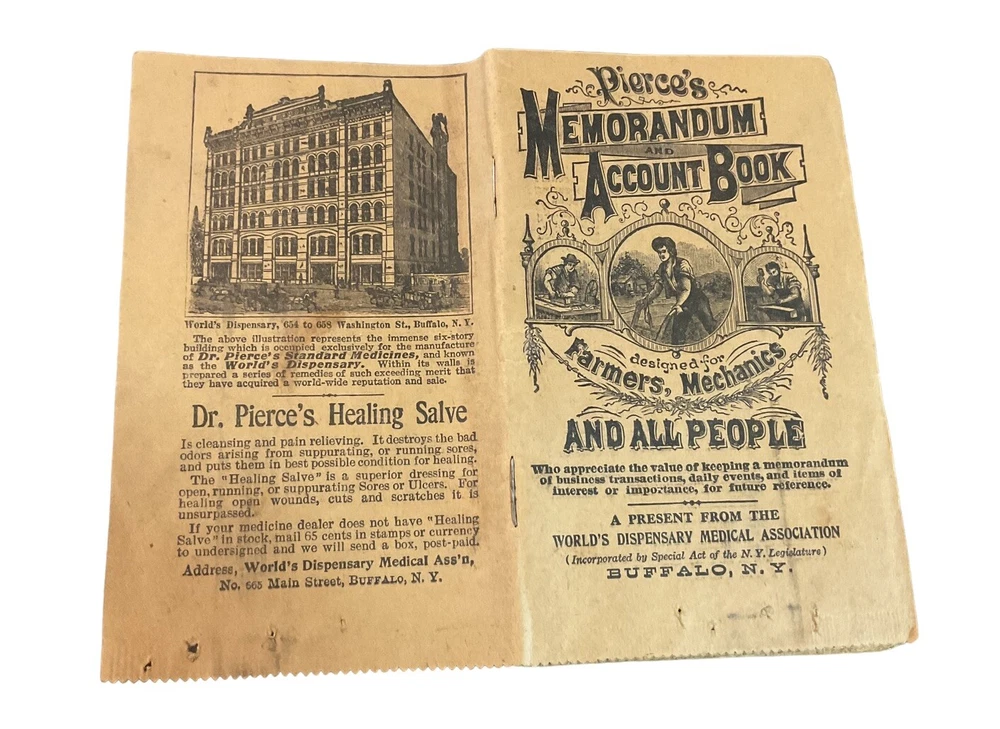 World's Dispensary, 654 to 658 Washington St., Buffalo, N. Y.
The above illustration represents the immense six-story
building which is occupied exclusively for the manufacture
of Dr. Pierce's Standard Medicines, and known
as the World's Dispensary. Within its walls is
prepared a series of remedies of such exceeding merit that
they have acquired a world-wide reputation and sale.
Dr. Pierce's Healing Salve
Is cleansing and pain relieving. It destroys the bad
odors arising from suppurating, or running sores,
and puts them in best possible condition for healing.
The "Healing Salve" is a superior dressing for
open, running, or suppurating Sores or Ulcers. For
healing open wounds, cuts and scratches it is
unsurpassed.
If your medicine dealer does not have "Healing
Salve" in stock, mail 65 cents in stamps or currency
to undersigned and we will send a box, post-paid.
Address, World's Dispensary Medical Ass'n,
No. 665 Main Street, BUFFALO, N. Y.
Pierce's
MEMORANDUM
AND
ACCOUNT BOOK
designed for
Farmers, Mechanics
AND ALL PEOPLE
Who appreciate the value of keeping a memorandum
of business transactions, daily events, and items of
interest or importance, for future reference.
A PRESENT FROM THE
WORLD'S DISPENSARY MEDICAL ASSOCIATION
(Incorporated by Special Act of the N. Y. Legislature)
BUFFALO, N. Y.